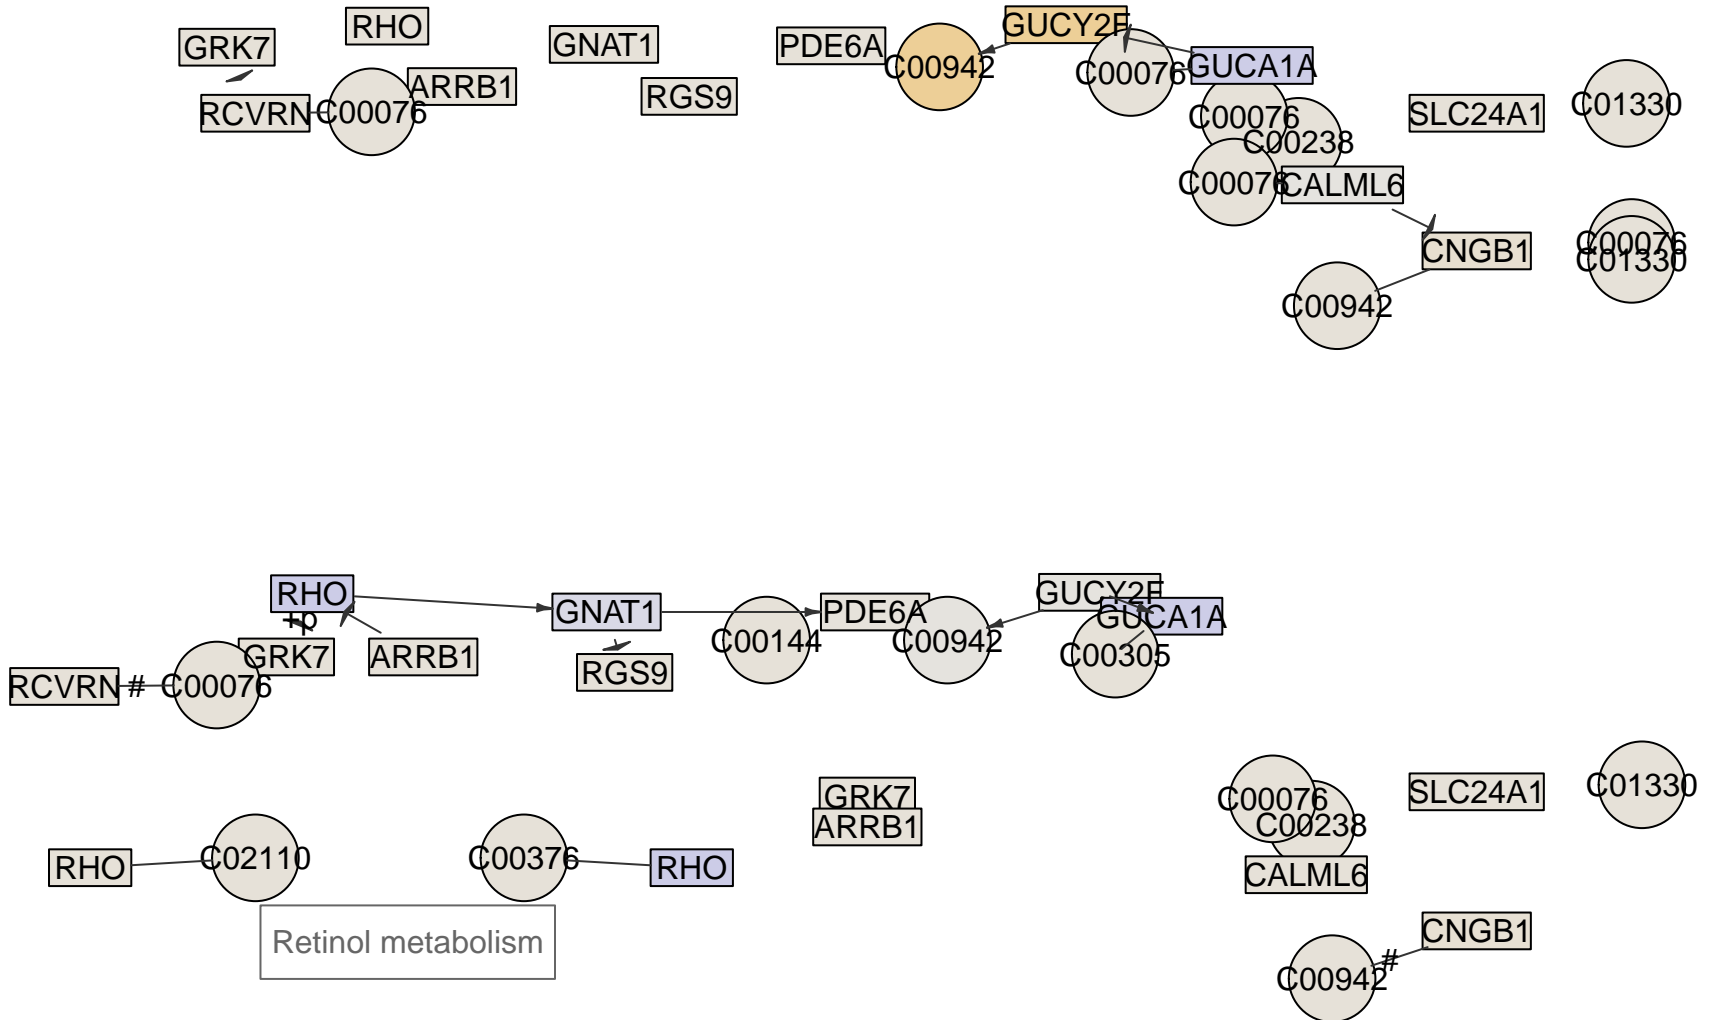 RHO
GRK7
GNAT1
PDE6A
GUCY2F
C00942
C00076
GUCA1A
RCVRN
C00076
ARRB1
RGS9
C00076
C00238
SLC24A1
C01330
C00076
CALML6
CNGB1
C00076
C01330
C00942
RHO
+p
GNAT1
PDE6A
GUCY2F
GUCA1A
GRK7
ARRB1
RGS9
C00144
C00942
C00305
RCVRN
#
C00076
GRK7
ARRB1
C00076
C00238
SLC24A1
C01330
RHO
C02110
C00376
RHO
CALML6
Retinol metabolism
CNGB1
#
C00942